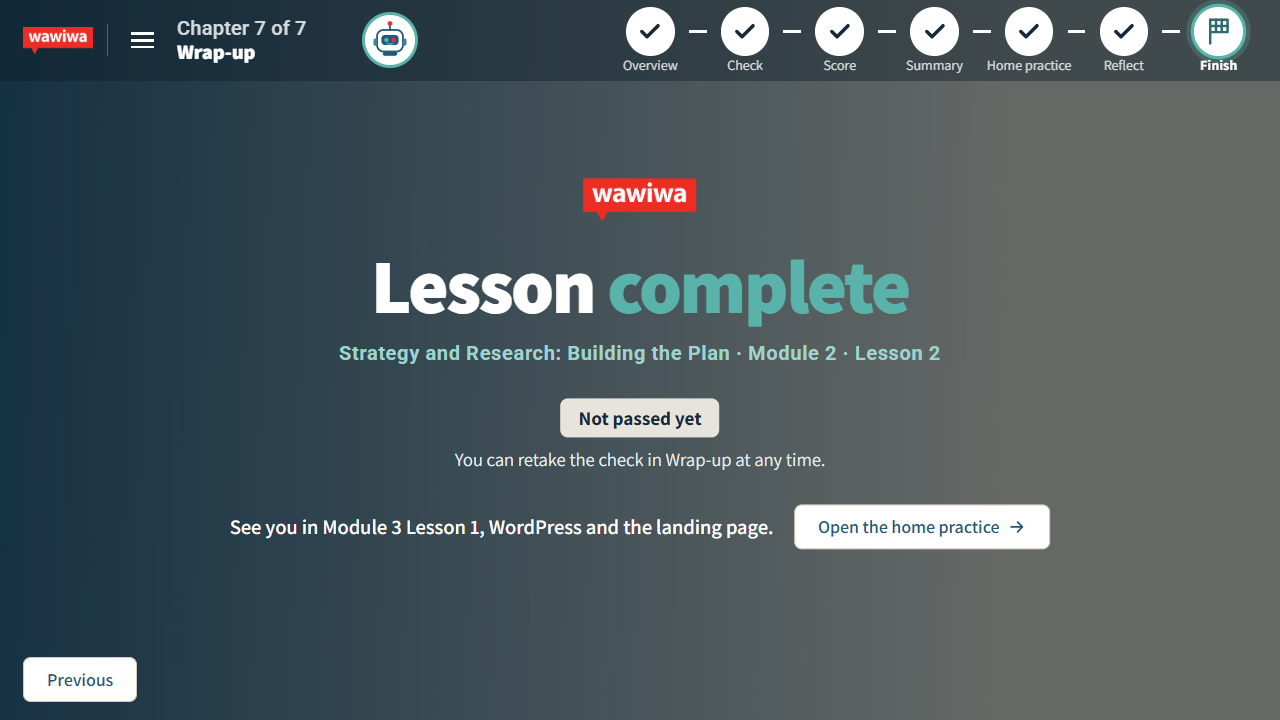 wawiwa
Chapter 7 of 7
Wrap-up
Overview
Check
Score
Summary
Home practice
Reflect
Finish
wawiwa
Lesson complete
Strategy and Research: Building the Plan · Module 2 · Lesson 2
Not passed yet
You can retake the check in Wrap-up at any time.
See you in Module 3 Lesson 1, WordPress and the landing page.
Open the home practice →
Previous